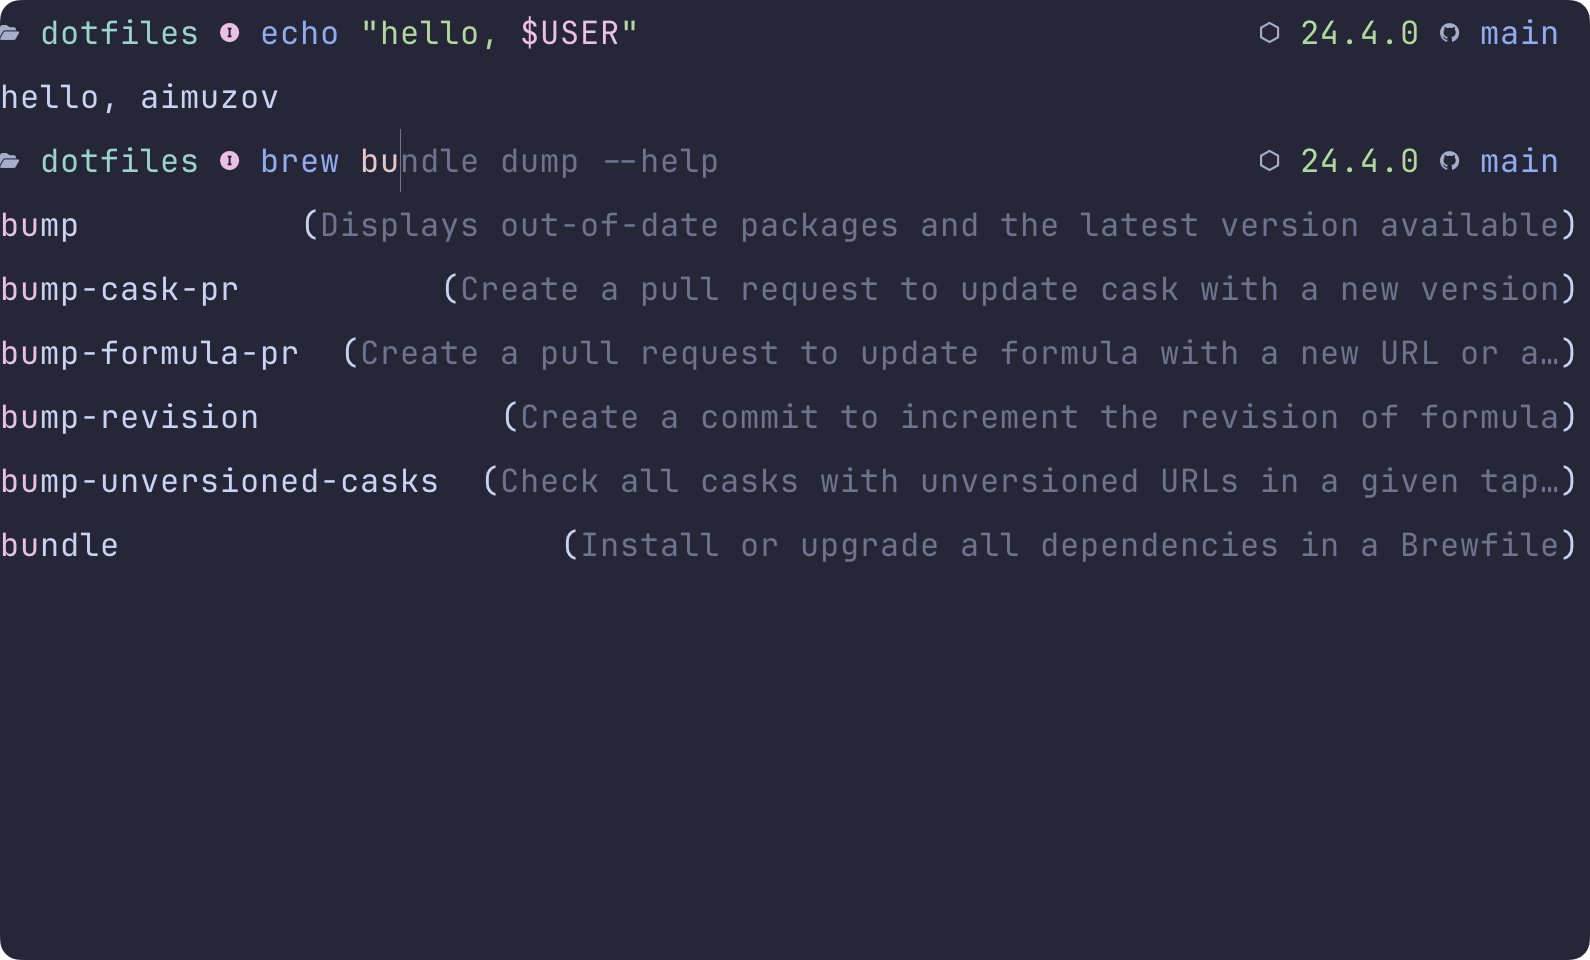 dotfiles I echo "hello, $USER" 24.4.0 main
hello, aimuzov
dotfiles I brew bundle dump --help 24.4.0 main
bump (Displays out-of-date packages and the latest version available)
bump-cask-pr (Create a pull request to update cask with a new version)
bump-formula-pr (Create a pull request to update formula with a new URL or a…)
bump-revision (Create a commit to increment the revision of formula)
bump-unversioned-casks (Check all casks with unversioned URLs in a given tap…)
bundle (Install or upgrade all dependencies in a Brewfile)